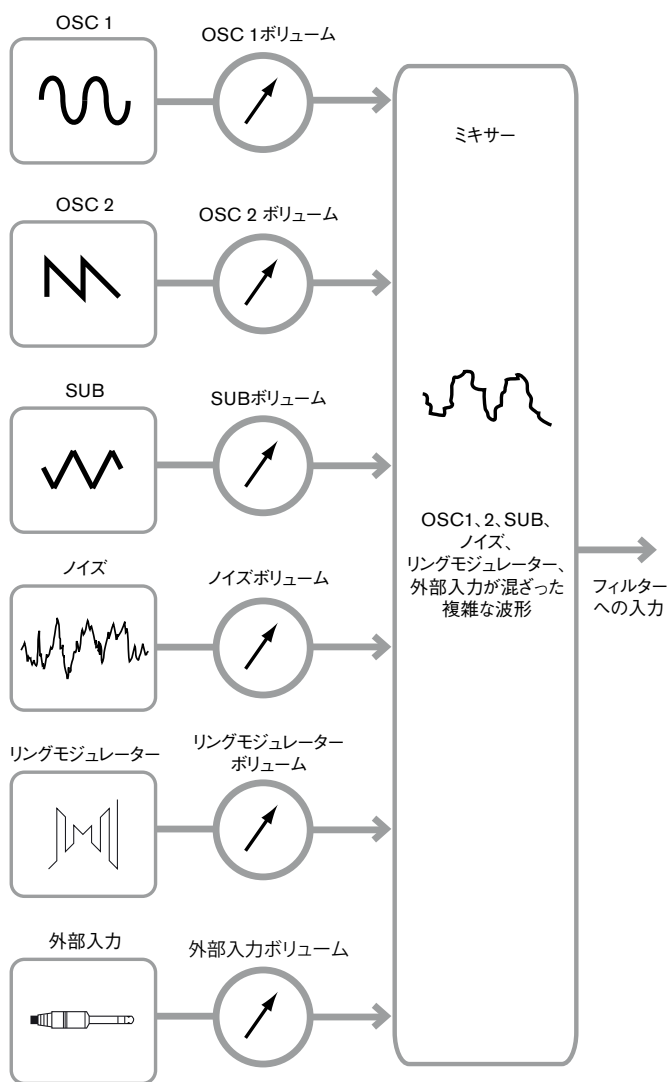 OSC 1
OSC 1ボリューム
ミキサー
OSC 2
OSC 2 ボリューム
SUB
SUBボリューム
OSC1、2、SUB、
ノイズ、
リングモジュレーター、
外部入力が混ざった
複雑な波形
フィルター
への入力
ノイズ
ノイズボリューム
リングモジュレーター
リングモジュレーター
ボリューム
外部入力
外部入力ボリューム